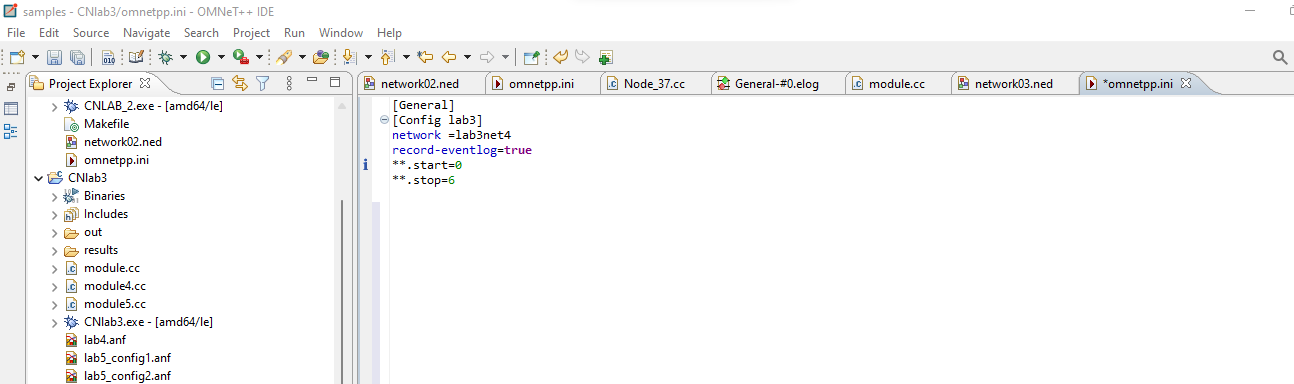 samples - CNlab3/omnetpp.ini - OMNeT++ IDE
File Edit Source Navigate Search Project Run Window Help
010
Project Explorer
network02.ned omnetpp.ini Node_37.cc General-#0.elog module.cc network03.ned *omnetpp.ini
CNLAB_2.exe - [amd64/le]
Makefile
network02.ned
omnetpp.ini
CNlab3
Binaries
Includes
out
results
module.cc
module4.cc
module5.cc
CNlab3.exe - [amd64/le]
lab4.anf
lab5_config1.anf
lab5_config2.anf
[General]
[Config lab3]
network =lab3net4
record-eventlog=true
**.start=0
**.stop=6